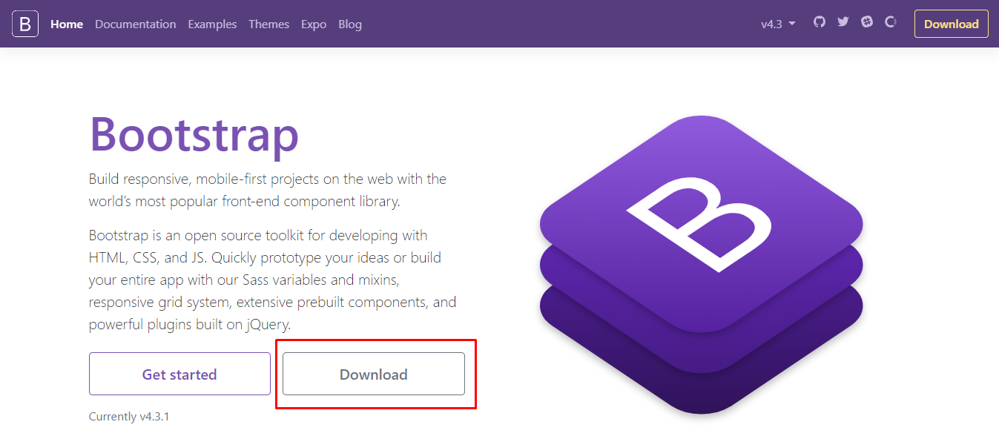 B Home Documentation Examples Themes Expo Blog v4.3 Download
Bootstrap
Build responsive, mobile-first projects on the web with the
world’s most popular front-end component library.
Bootstrap is an open source toolkit for developing with
HTML, CSS, and JS. Quickly prototype your ideas or build
your entire app with our Sass variables and mixins,
responsive grid system, extensive prebuilt components, and
powerful plugins built on jQuery.
Get started Download
Currently v4.3.1
B